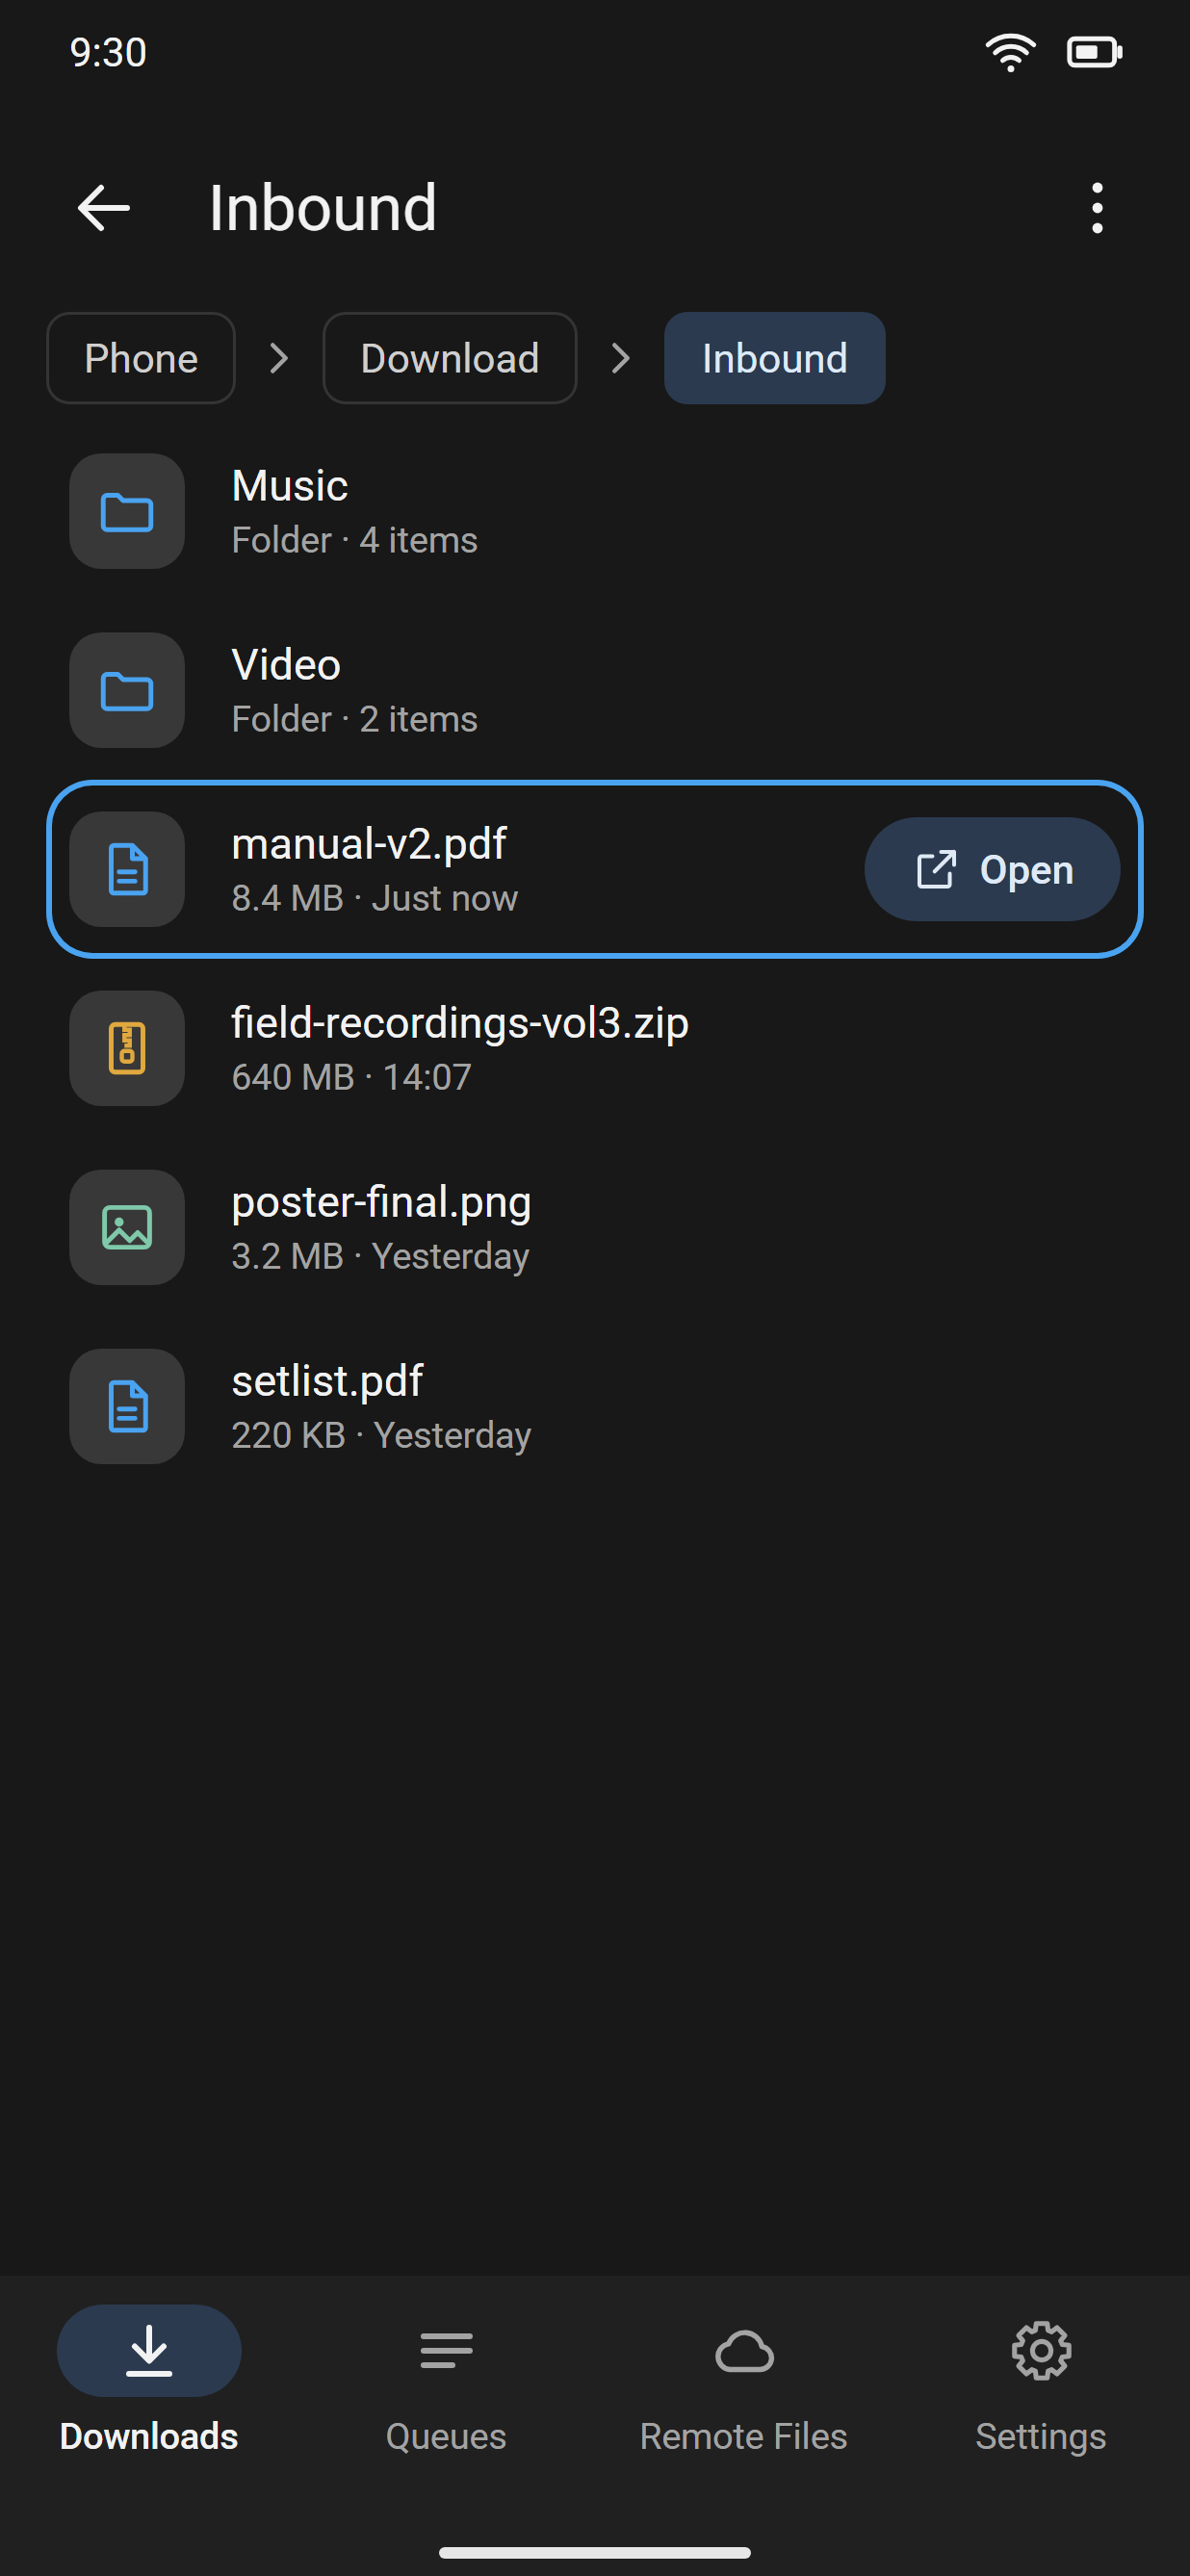 9:30
Inbound
Phone
Download
Inbound
Music
Folder · 4 items
Video
Folder · 2 items
manual-v2.pdf
8.4 MB · Just now
Open
field-recordings-vol3.zip
640 MB · 14:07
poster-final.png
3.2 MB · Yesterday
setlist.pdf
220 KB · Yesterday
Downloads
Queues
Remote Files
Settings